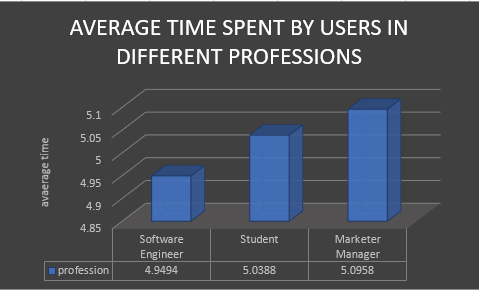 AVERAGE TIME SPENT BY USERS IN
DIFFERENT PROFESSIONS
avaerage time
5.1
5.05
5
4.95
4.9
4.85
Software Engineer
Student
Marketer Manager
profession 4.9494 5.0388 5.0958